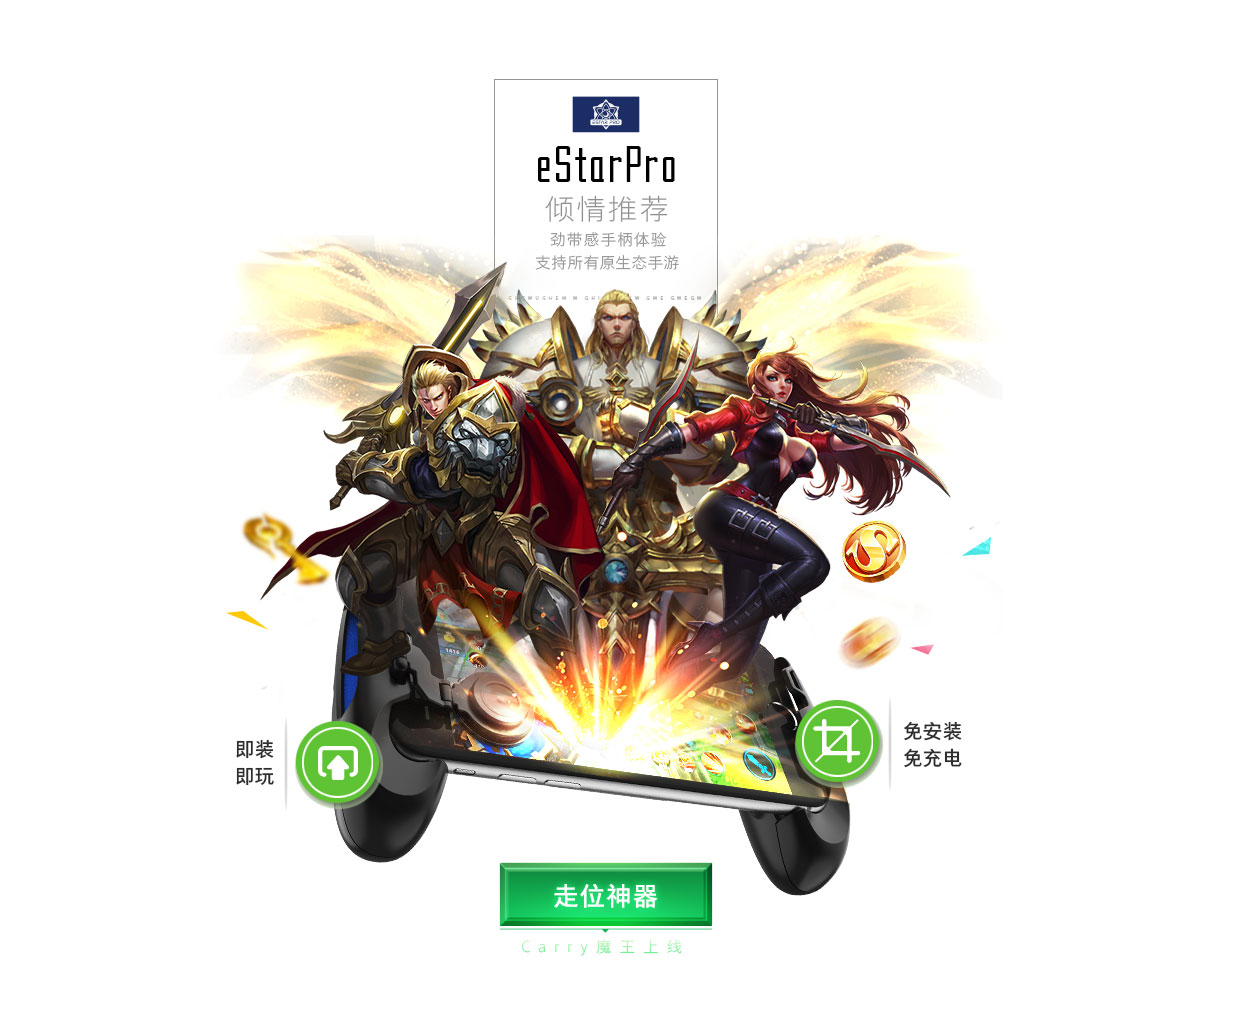 ESTAR PRO
eStarPro
倾情推荐
劲带感手柄体验
支持所有原生态手游
即装
即玩
免安装
免充电
走位神器
Carry魔王上线